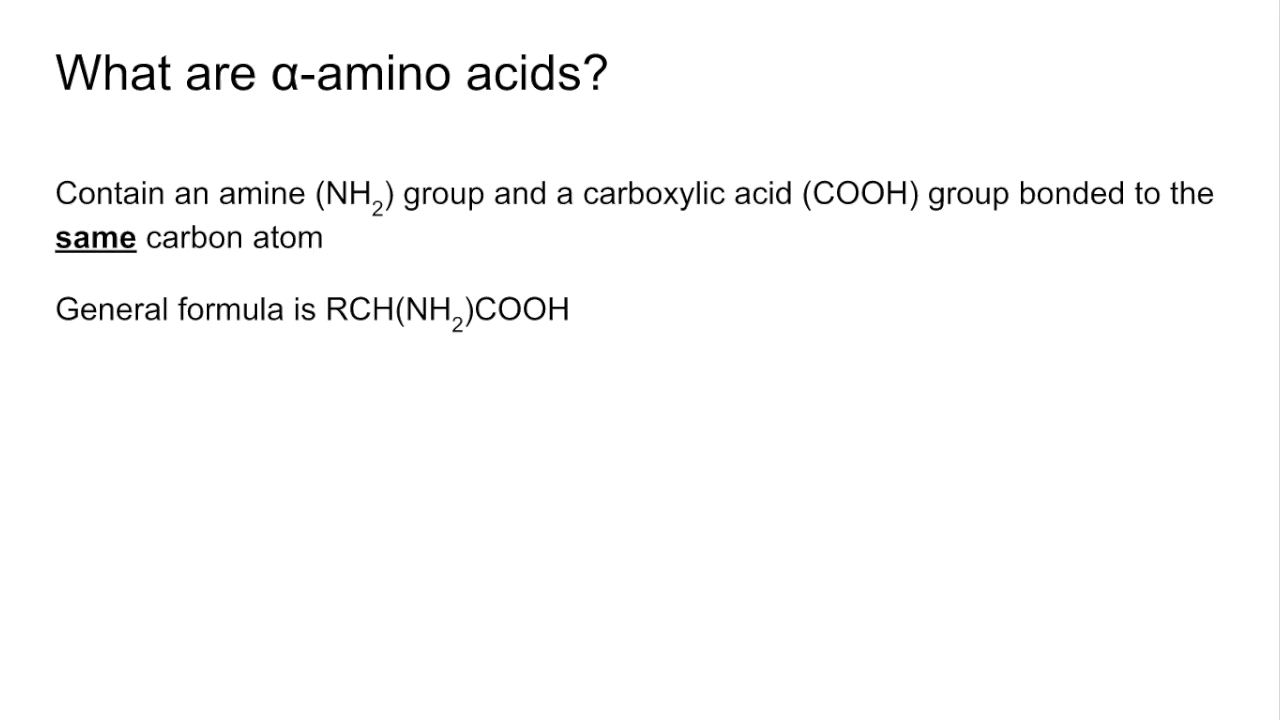 What are α-amino acids?
Contain an amine (NH₂) group and a carboxylic acid (COOH) group bonded to the
same carbon atom
General formula is RCH(NH₂)COOH